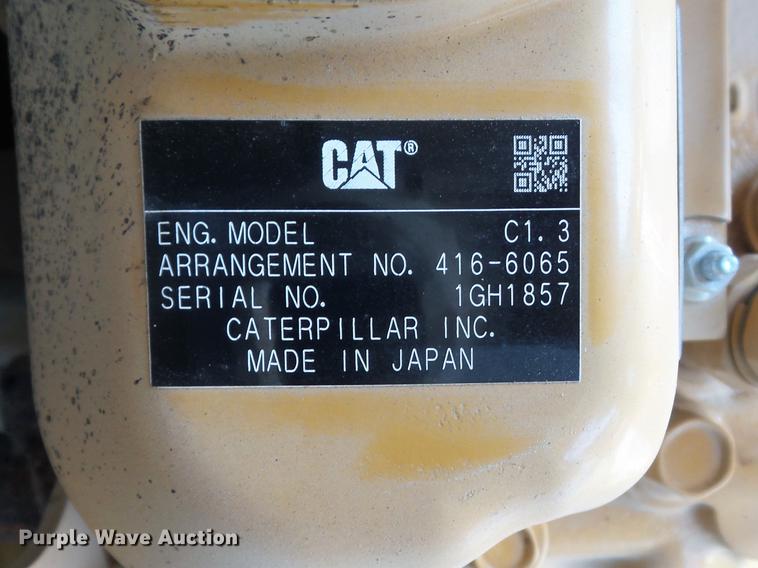 CAT®
ENG. MODEL C1.3
ARRANGEMENT NO. 416-6065
SERIAL NO. 1GH1857
CATERPILLAR INC.
MADE IN JAPAN
Purple Wave Auction